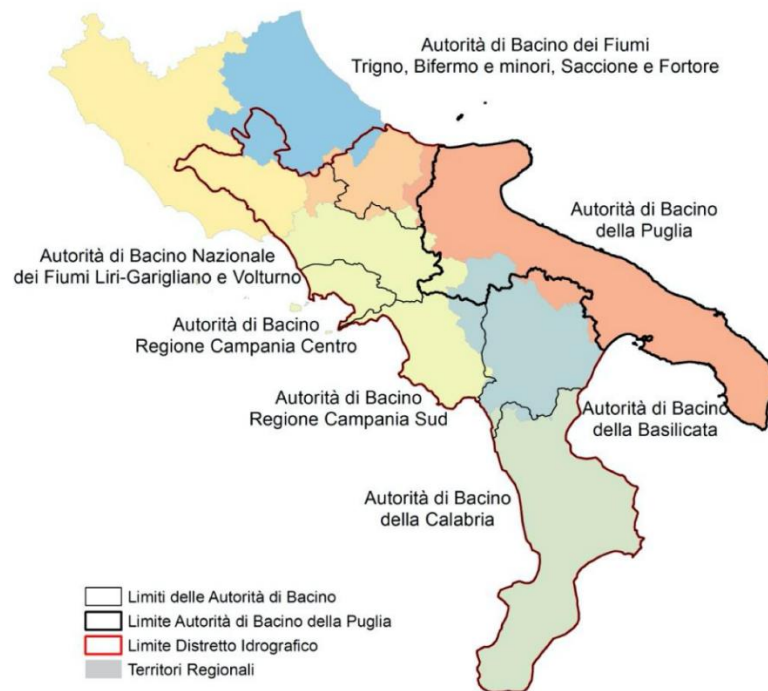 Autorità di Bacino dei Fiumi
Trigno, Bifermo e minori, Saccione e Fortore
Autorità di Bacino
della Puglia
Autorità di Bacino Nazionale
dei Fiumi Liri-Garigliano e Volturno
Autorità di Bacino
Regione Campania Centro
Autorità di Bacino
Regione Campania Sud
Autorità di Bacino
della Basilicata
Autorità di Bacino
della Calabria
Limiti delle Autorità di Bacino
Limite Autorità di Bacino della Puglia
Limite Distretto Idrografico
Territori Regionali